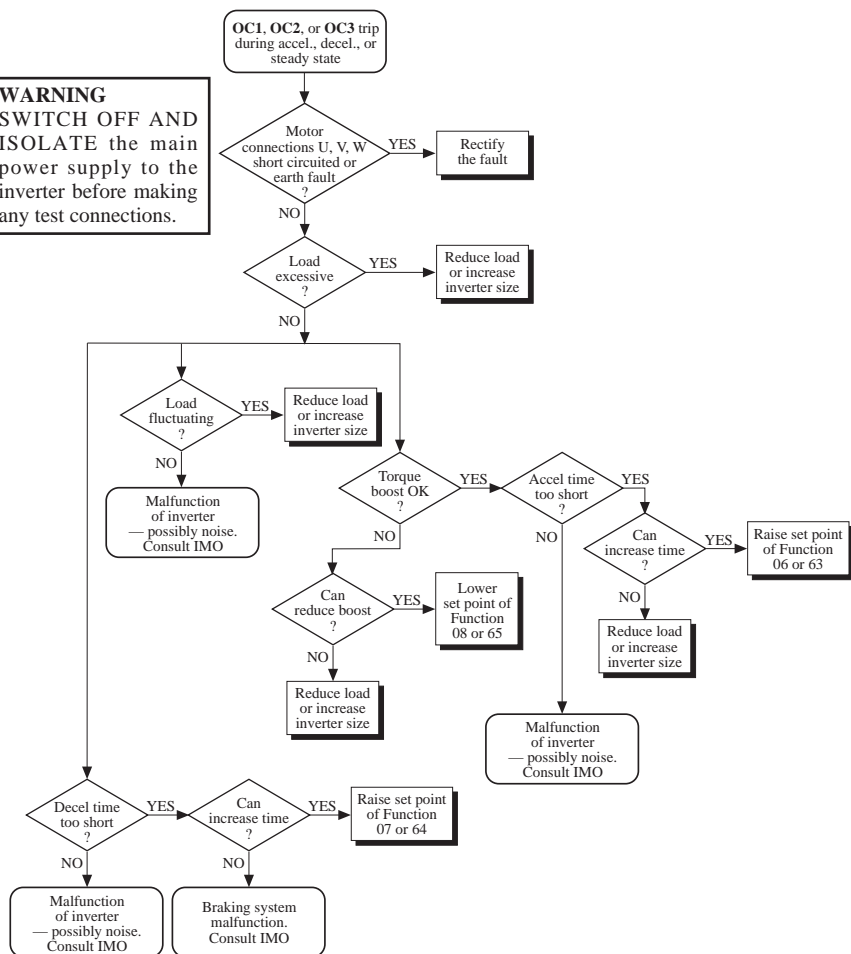 OC1, OC2, or OC3 trip
during accel., decel., or
steady state
WARNING
SWITCH OFF AND
ISOLATE the main
power supply to the
inverter before making
any test connections.
Motor
connections U, V, W
short circuited or
earth fault
?
YES
Rectify
the fault
NO
Load
excessive
?
YES
Reduce load
or increase
inverter size
NO
Load
fluctuating
?
YES
Reduce load
or increase
inverter size
NO
Malfunction
of inverter
— possibly noise.
Consult IMO
Torque
boost OK
?
YES
Accel time
too short
?
YES
NO
NO
Can
increase time
?
YES
Raise set point
of Function
06 or 63
NO
Reduce load
or increase
inverter size
Can
reduce boost
?
YES
Lower
set point of
Function
08 or 65
NO
Reduce load
or increase
inverter size
Malfunction
of inverter
— possibly noise.
Consult IMO
Decel time
too short
?
YES
Can
increase time
?
YES
Raise set point
of Function
07 or 64
NO
NO
Malfunction
of inverter
— possibly noise.
Consult IMO
Braking system
malfunction.
Consult IMO